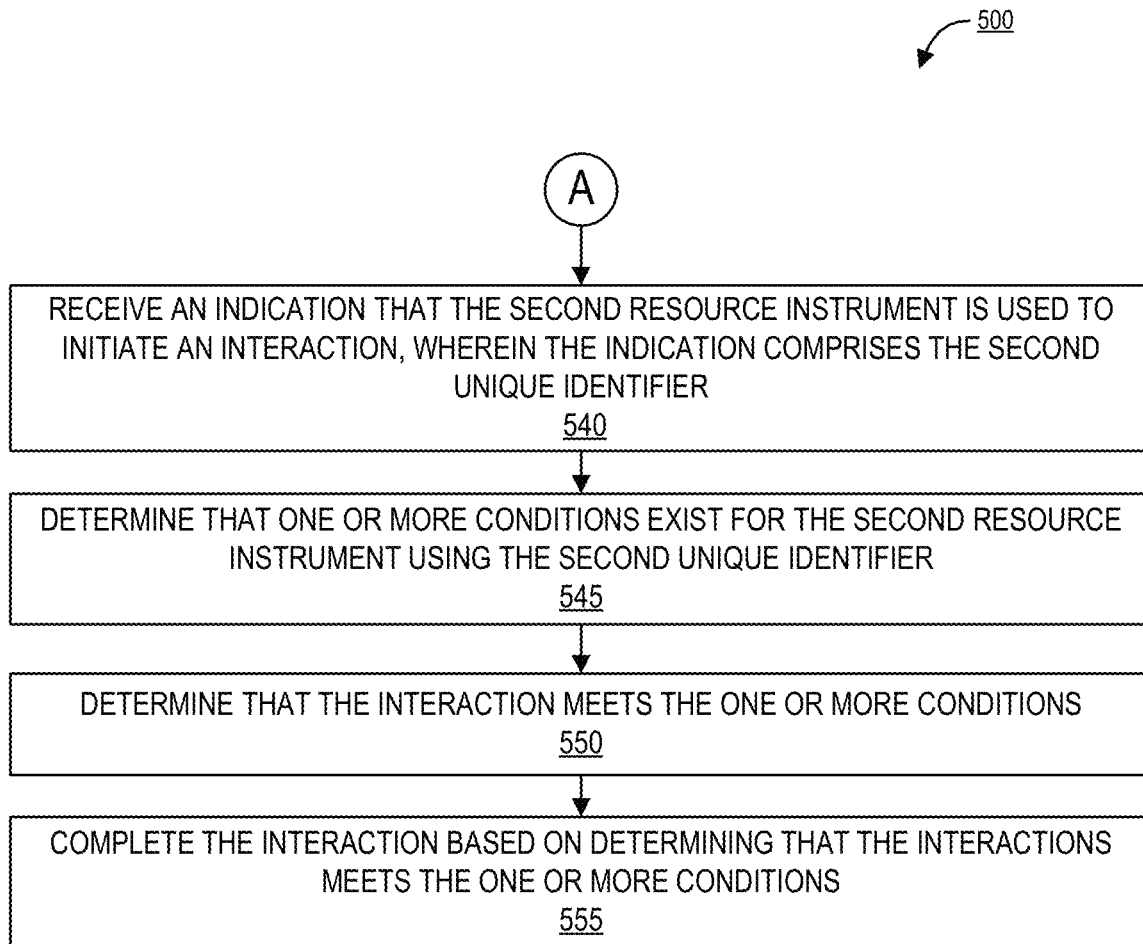 500
A
RECEIVE AN INDICATION THAT THE SECOND RESOURCE INSTRUMENT IS USED TO
INITIATE AN INTERACTION, WHEREIN THE INDICATION COMPRISES THE SECOND
UNIQUE IDENTIFIER
540
DETERMINE THAT ONE OR MORE CONDITIONS EXIST FOR THE SECOND RESOURCE
INSTRUMENT USING THE SECOND UNIQUE IDENTIFIER
545
DETERMINE THAT THE INTERACTION MEETS THE ONE OR MORE CONDITIONS
550
COMPLETE THE INTERACTION BASED ON DETERMINING THAT THE INTERACTIONS
MEETS THE ONE OR MORE CONDITIONS
555